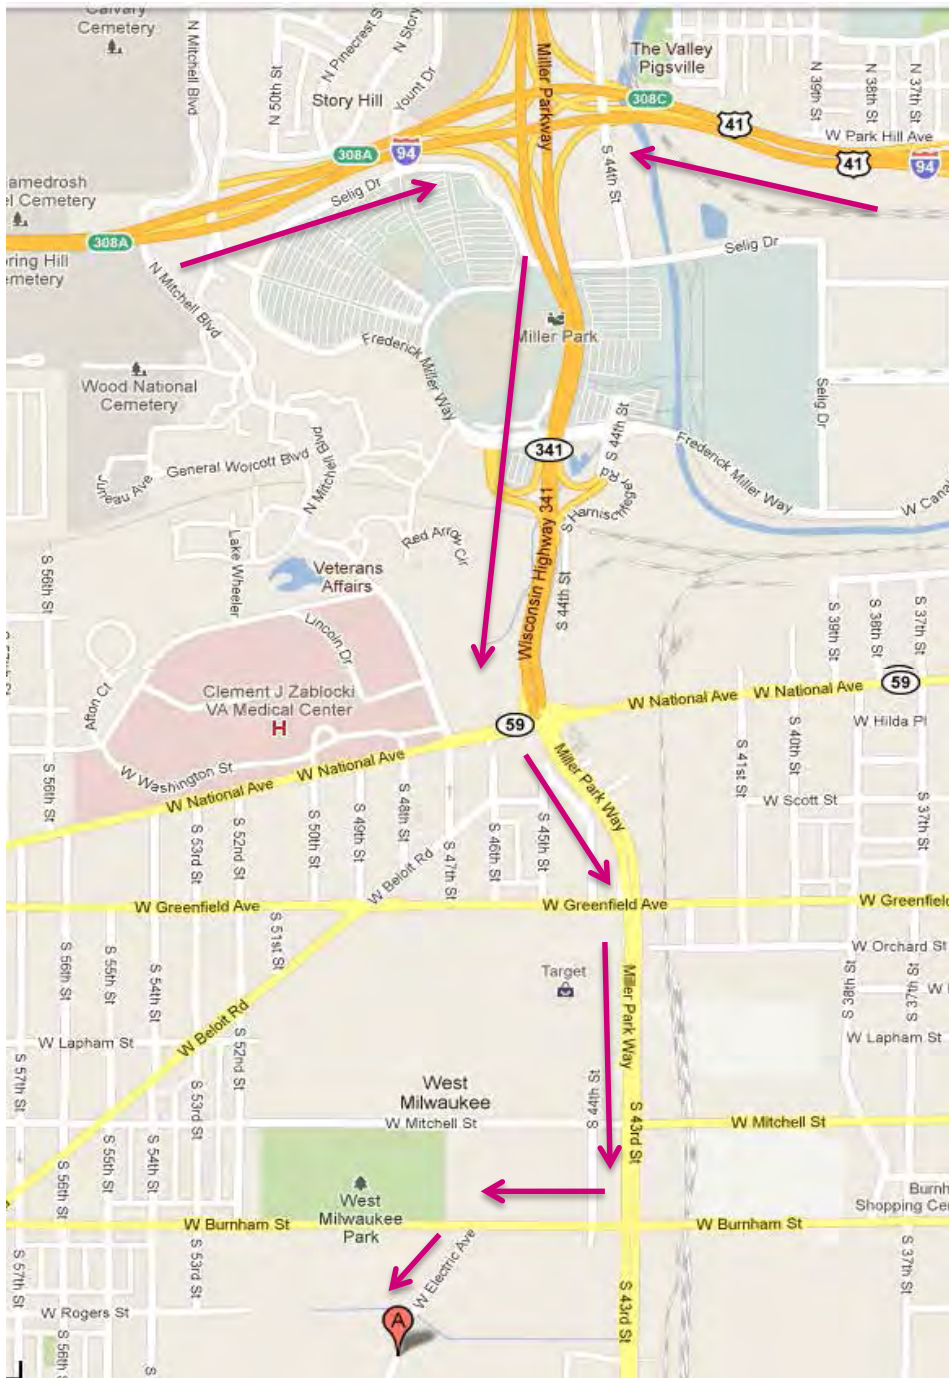 Calvary
Cemetery
N Mitchell Blvd
N 50th St
N Pinecrest S
N Story
Yount Dr
Story Hill
Miller Parkway
The Valley
Pigsville
308C
41
N 39th St
N 38th St
N 37th St
W Park Hill Ave
41
94
308A
94
S 44th St
amedrosh
el Cemetery
Selig Dr
308A
ring Hill
emetery
N Mitchell Blvd
Selig Dr
Miller Park
Frederick Miller Way
Wood National
Cemetery
Selig Dr
S 44th St
341
General Worcott Blvd
N Mitchell Blvd
Juneau Ave
Frederick Miller Way
W Cana
S Harnischfeger Rd
Red Arrow Cir
Lake Wheeler
Wisconsin Highway 341
S 44th St
S 56th St
Veterans
Affairs
Lincoln Dr
S 39th St
S 38th St
S 37th St
Afton Ct
Clement J Zablocki
VA Medical Center
H
59
W National Ave
W National Ave
59
W Hilda Pl
W Washington St
W National Ave
W National Ave
Miller Park Way
S 41st St
S 40th St
S 56th St
W Scott St
S 37th St
S 53rd St
S 52nd St
S 50th St
S 49th St
S 48th St
S 47th St
S 46th St
S 45th St
W Beloit Rd
W Greenfield Ave
W Greenfield Ave
W Greenfield
S 51st St
W Orchard St
S 56th St
S 55th St
S 54th St
Target
Miller Park Way
S 38th St
S 37th St
W Beloit Rd
W Lapham St
W Lapham St
S 57th St
S 53rd St
S 52nd St
West
Milwaukee
S 44th St
W Mitchell St
S 43rd St
W Mitchell St
S 56th St
S 55th St
S 54th St
West
Milwaukee
Park
Burnh
Shopping Cen
W Burnham St
W Burnham St
S 57th St
S 53rd St
W Electric Ave
S 43rd St
S 37th St
W Rogers St
A
S 56th St
S